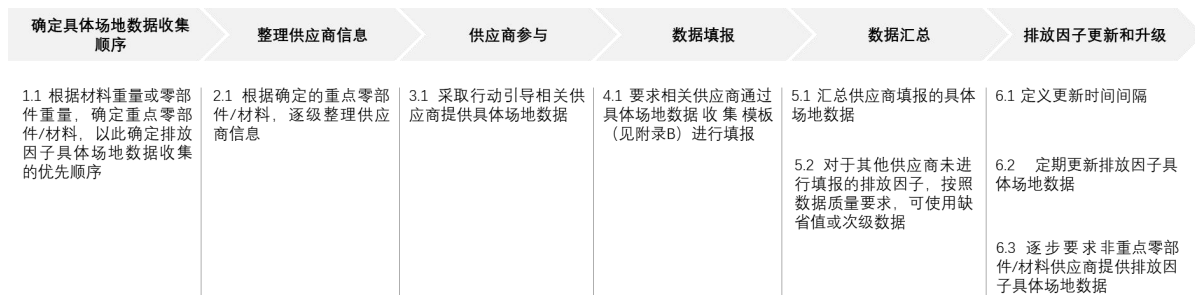 确定具体场地数据收集
顺序
整理供应商信息
供应商参与
数据填报
数据汇总
排放因子更新和升级
1.1 根据材料重量或零部
件重量，确定重点零部
件/材料，以此确定排放
因子具体场地数据收集
的优先顺序
2.1 根据确定的重点零部
件/材料，逐级整理供应
商信息
3.1 采取行动引导相关供
应商提供具体场地数据
4.1 要求相关供应商通过
具体场地数据收集模板
（见附录B）进行填报
5.1 汇总供应商填报的具体
场地数据
5.2 对于其他供应商未进
行填报的排放因子，按照
数据质量要求，可使用缺
省值或次级数据
6.1 定义更新时间间隔
6.2 定期更新排放因子具
体场地数据
6.3 逐步要求非重点零部
件/材料供应商提供排放因
子具体场地数据